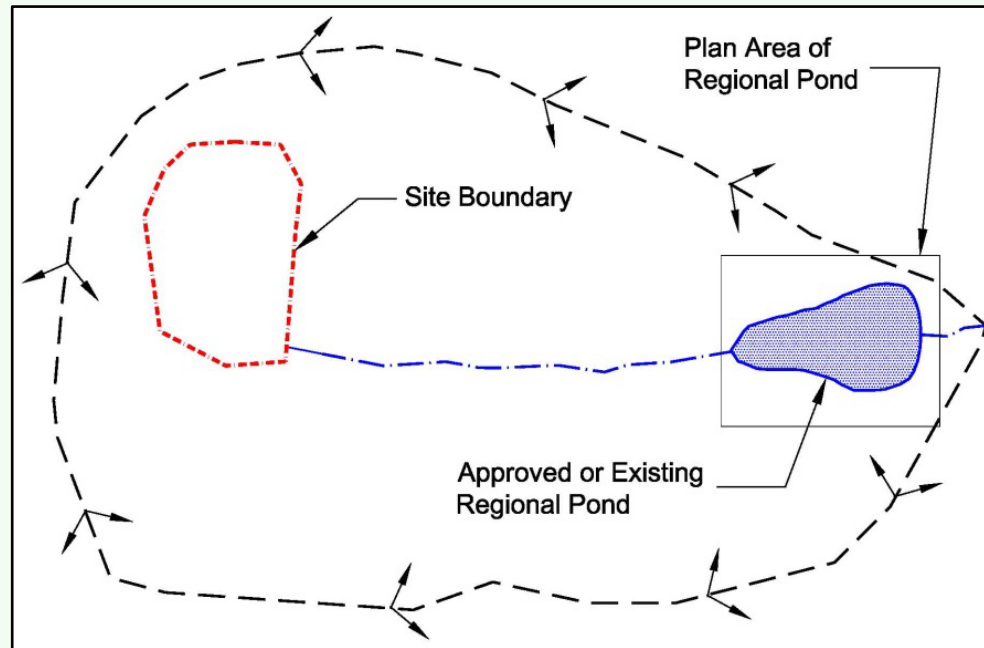 Plan Area of
Regional Pond
Site Boundary
Approved or Existing
Regional Pond